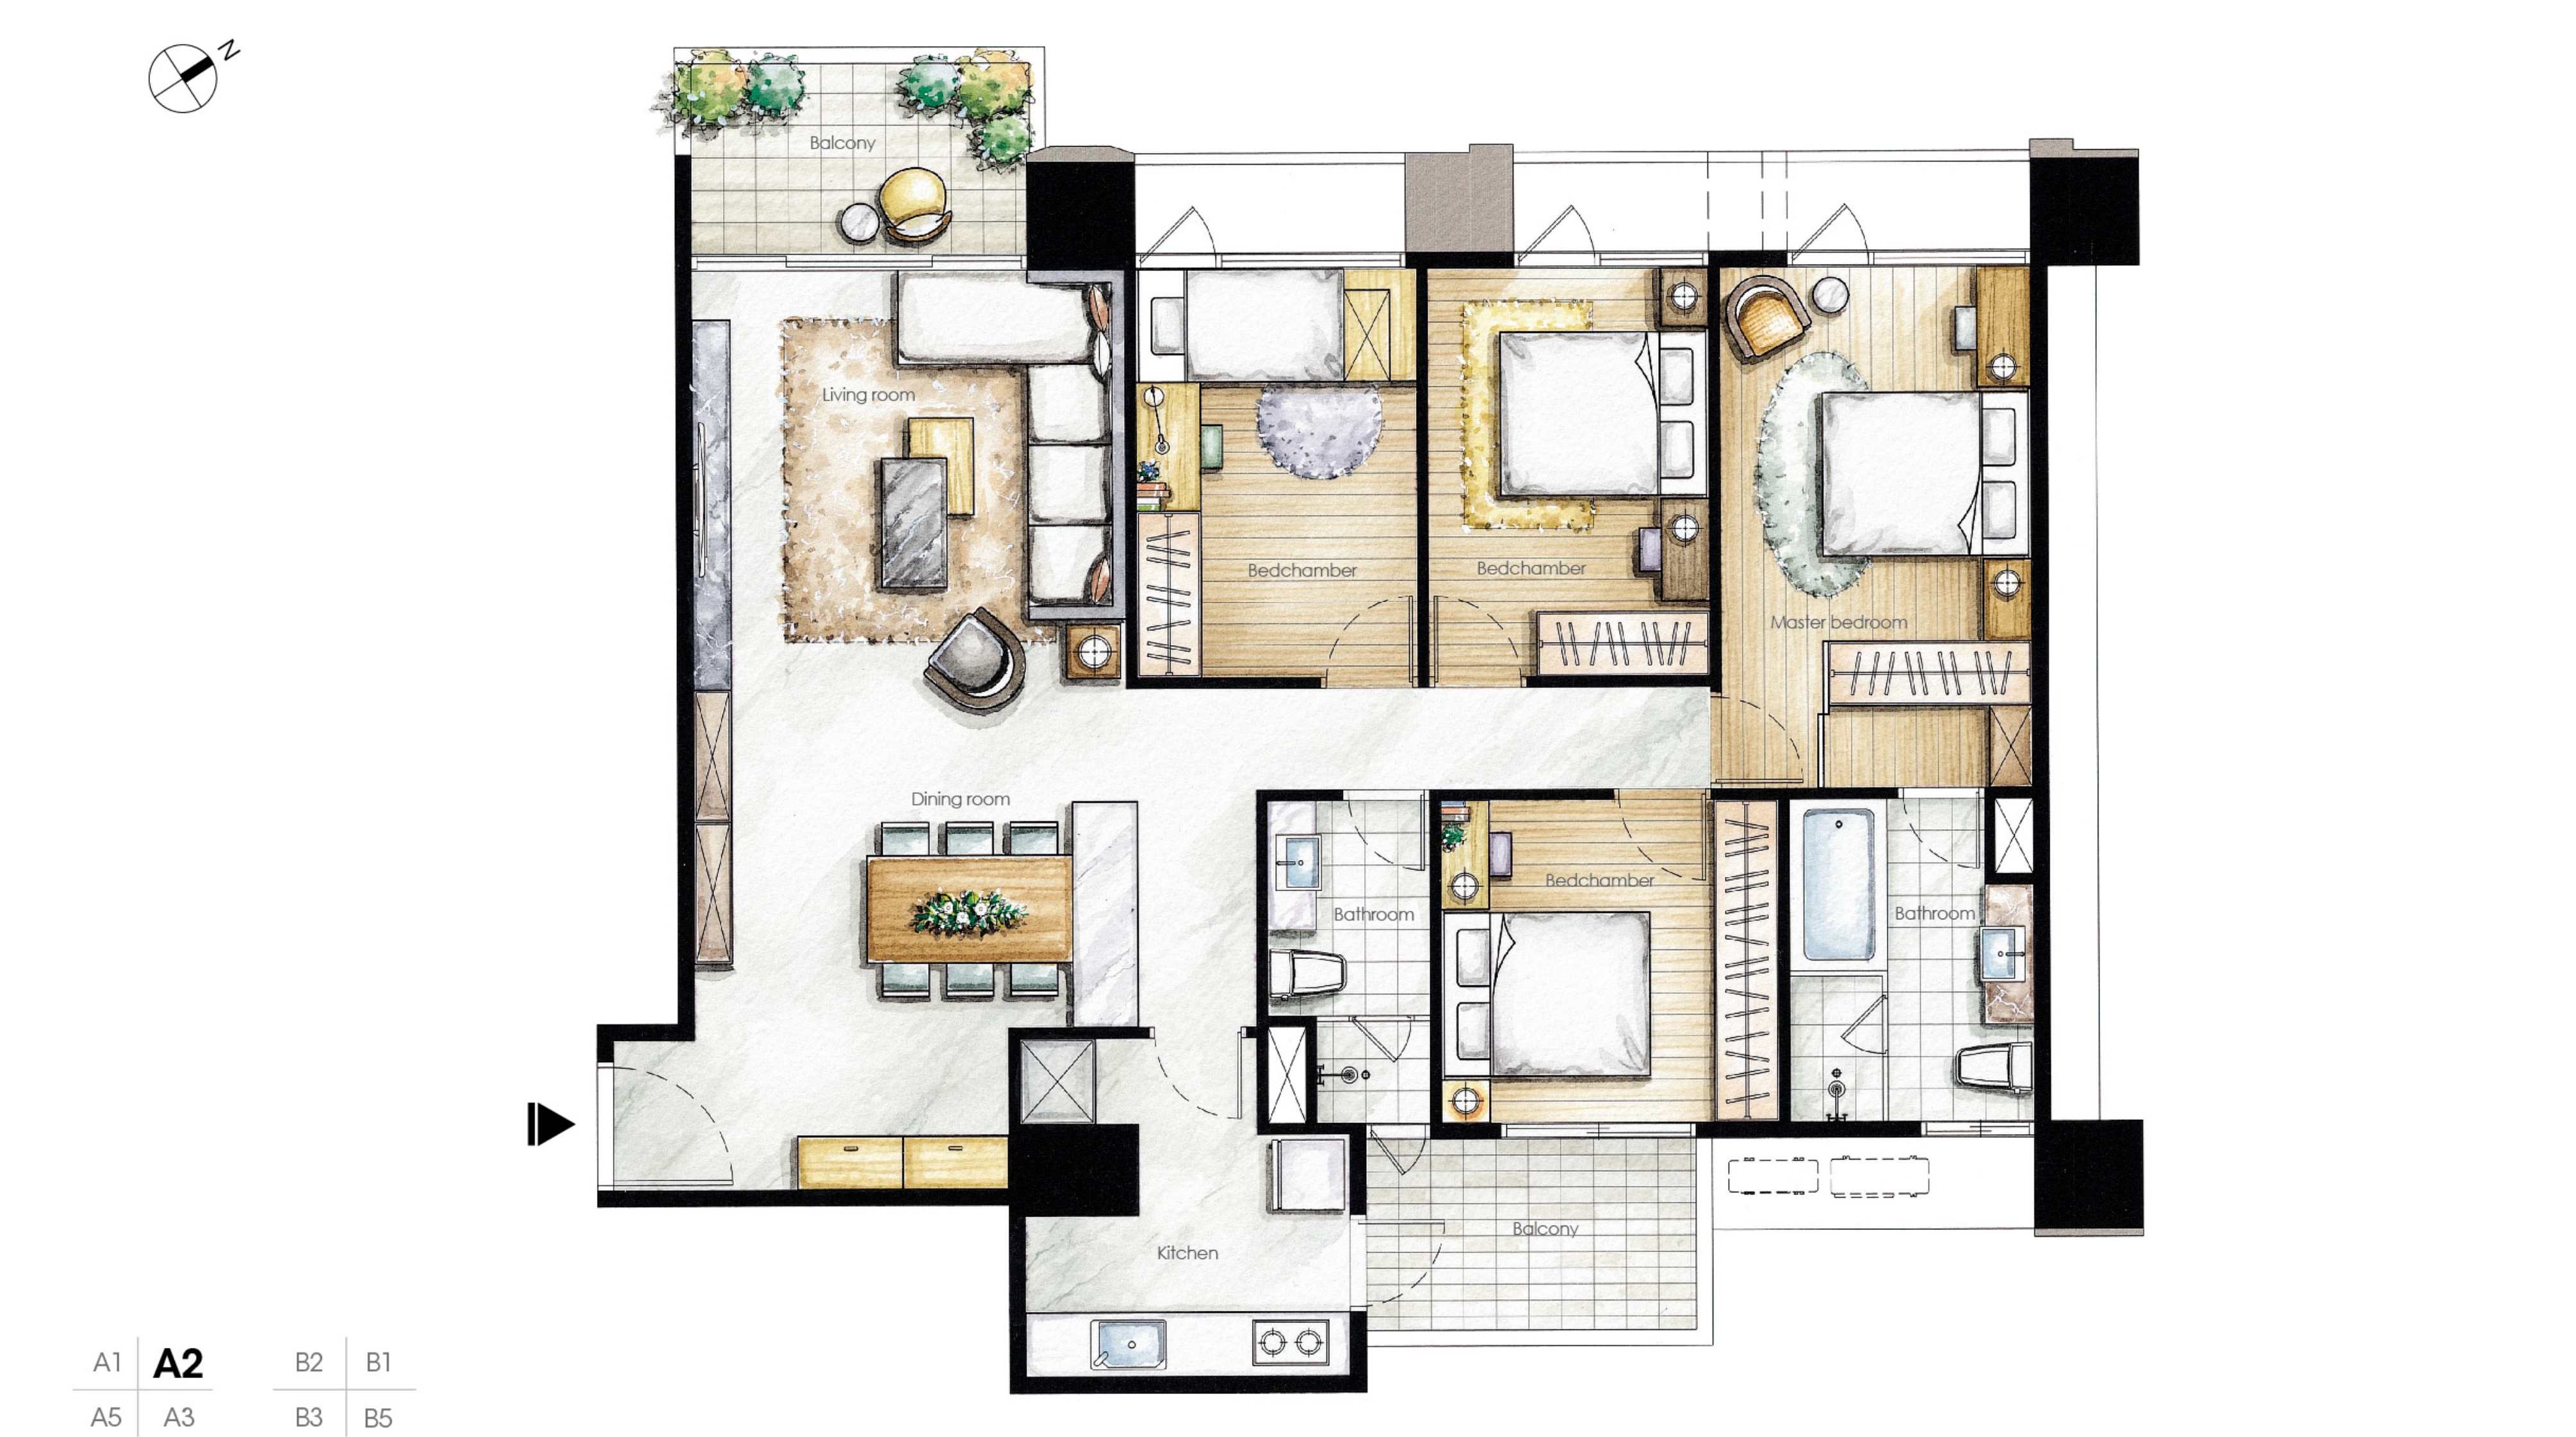 N
Balcony
Living room
Bedchamber
Bedchamber
Master bedroom
Dining room
Bedchamber
Bathroom
Bathroom
Balcony
Kitchen
A1 A2 B2 B1
A5 A3 B3 B5